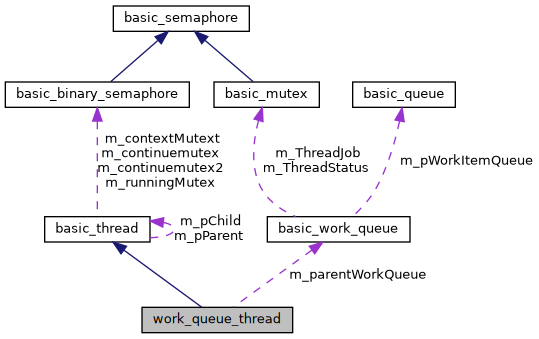 basic_semaphore
basic_binary_semaphore
basic_mutex
basic_queue
m_contextMutext
m_continuemutex
m_continuemutex2
m_runningMutex
m_ThreadJob
m_ThreadStatus
m_pWorkItemQueue
basic_thread
m_pChild
m_pParent
basic_work_queue
m_parentWorkQueue
work_queue_thread